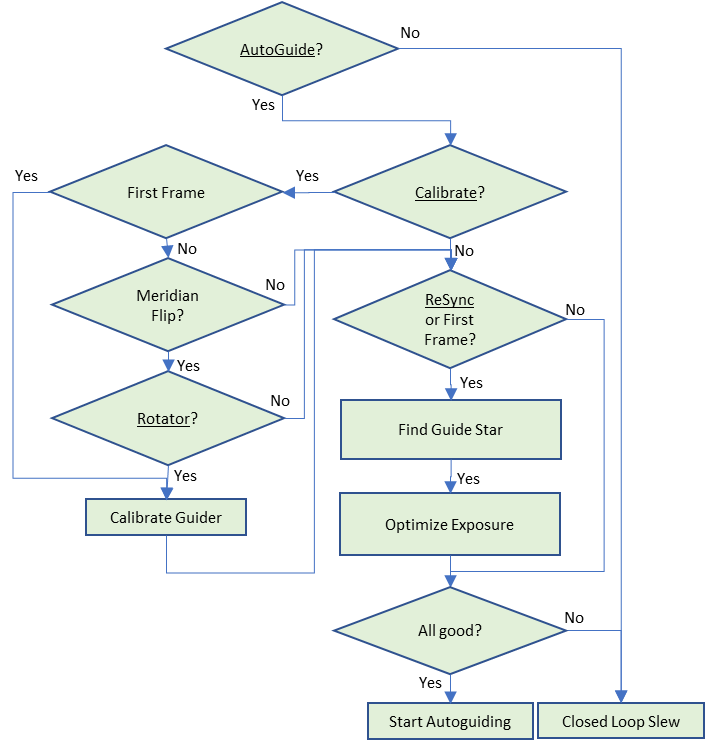 No
AutoGuide?
Yes
Yes
Yes
First Frame
Calibrate?
No
No
No
Meridian
Flip?
ReSync
or First
Frame?
No
Yes
Yes
No
Rotator?
Find Guide Star
Yes
Yes
Calibrate Guider
Optimize Exposure
No
All good?
Yes
Start Autoguiding
Closed Loop Slew